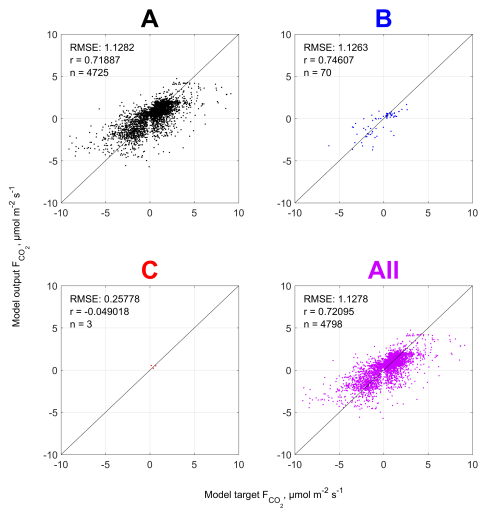 A
RMSE: 1.1282
r = 0.71887
n = 4725
10
5
0
-5
-10
-10 -5 0 5 10
B
RMSE: 1.1263
r = 0.74607
n = 70
10
5
0
-5
-10
-10 -5 0 5 10
C
RMSE: 0.25778
r = -0.049018
n = 3
10
5
0
-5
-10
-10 -5 0 5 10
All
RMSE: 1.1278
r = 0.72095
n = 4798
10
5
0
-5
-10
-10 -5 0 5 10
Model output F_CO_2, μmol m^-2 s^-1
Model target F_CO_2, μmol m^-2 s^-1